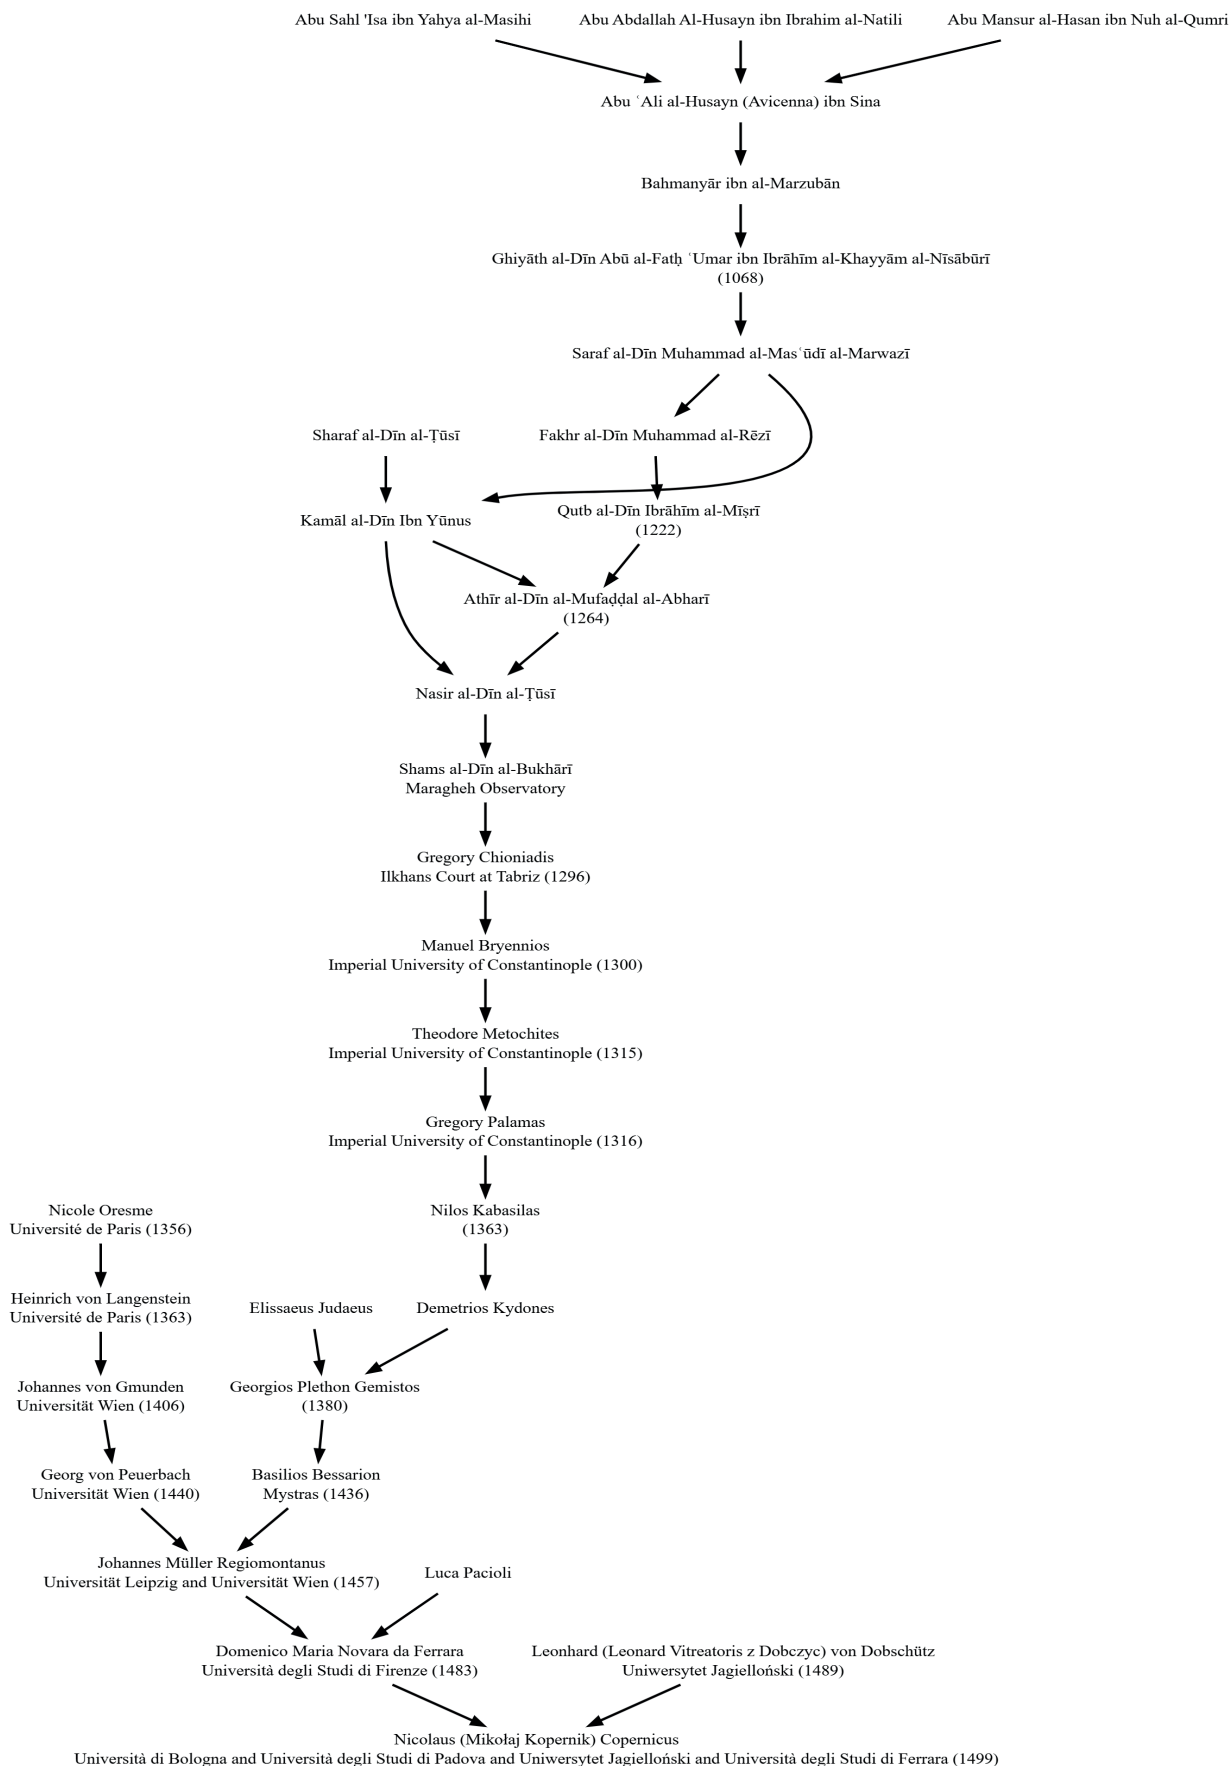 Abu Sahl 'Isa ibn Yahya al-Masihi
Abu Abdallah Al-Husayn ibn Ibrahim al-Natili
Abu Mansur al-Hasan ibn Nuh al-Qumri
Abu ʿAli al-Husayn (Avicenna) ibn Sina
Bahmanyār ibn al-Marzubān
Ghiyāth al-Dīn Abū al-Fatḥ ʿUmar ibn Ibrāhīm al-Khayyām al-Nīsābūrī
(1068)
Saraf al-Dīn Muhammad al-Masʿūdī al-Marwazī
Sharaf al-Dīn al-Ṭūsī
Fakhr al-Dīn Muhammad al-Rēzī
Kamāl al-Dīn Ibn Yūnus
Qutb al-Dīn Ibrāhīm al-Mīṣrī
(1222)
Athīr al-Dīn al-Mufaḍḍal al-Abharī
(1264)
Nasir al-Dīn al-Ṭūsī
Shams al-Dīn al-Bukhārī
Maragheh Observatory
Gregory Chioniadis
Ilkhans Court at Tabriz (1296)
Manuel Bryennios
Imperial University of Constantinople (1300)
Theodore Metochites
Imperial University of Constantinople (1315)
Gregory Palamas
Imperial University of Constantinople (1316)
Nicole Oresme
Université de Paris (1356)
Nilos Kabasilas
(1363)
Heinrich von Langenstein
Université de Paris (1363)
Elissaeus Judaeus
Demetrios Kydones
Johannes von Gmunden
Universität Wien (1406)
Georgios Plethon Gemistos
(1380)
Georg von Peuerbach
Universität Wien (1440)
Basilios Bessarion
Mystras (1436)
Johannes Müller Regiomontanus
Universität Leipzig and Universität Wien (1457)
Luca Pacioli
Domenico Maria Novara da Ferrara
Università degli Studi di Firenze (1483)
Leonhard (Leonard Vitreatoris z Dobczyc) von Dobschütz
Uniwersytet Jagielloński (1489)
Nicolaus (Mikołaj Kopernik) Copernicus
Università di Bologna and Università degli Studi di Padova and Uniwersytet Jagielloński and Università degli Studi di Ferrara (1499)